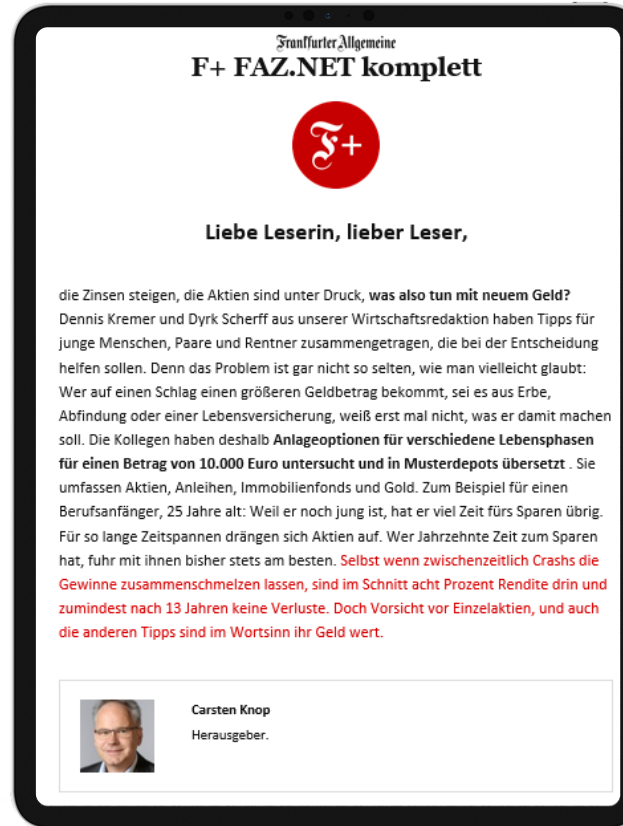 Frankfurter Allgemeine
F+ FAZ.NET komplett
F+
Liebe Leserin, lieber Leser,
die Zinsen steigen, die Aktien sind unter Druck, was also tun mit neuem Geld?
Dennis Kremer und Dyrk Scherff aus unserer Wirtschaftsredaktion haben Tipps für
junge Menschen, Paare und Rentner zusammengetragen, die bei der Entscheidung
helfen sollen. Denn das Problem ist gar nicht so selten, wie man vielleicht glaubt:
Wer auf einen Schlag einen größeren Geldbetrag bekommt, sei es aus Erbe,
Abfindung oder einer Lebensversicherung, weiß erst mal nicht, was er damit machen
soll. Die Kollegen haben deshalb Anlageoptionen für verschiedene Lebensphasen
für einen Betrag von 10.000 Euro untersucht und in Musterdepots übersetzt . Sie
umfassen Aktien, Anleihen, Immobilienfonds und Gold. Zum Beispiel für einen
Berufsanfänger, 25 Jahre alt: Weil er noch jung ist, hat er viel Zeit fürs Sparen übrig.
Für so lange Zeitspannen drängen sich Aktien auf. Wer Jahrzehnte Zeit zum Sparen
hat, fuhr mit ihnen bisher stets am besten. Selbst wenn zwischenzeitlich Crashs die
Gewinne zusammenschmelzen lassen, sind im Schnitt acht Prozent Rendite drin und
zumindest nach 13 Jahren keine Verluste. Doch Vorsicht vor Einzelaktien, und auch
die anderen Tipps sind im Wortsinn ihr Geld wert.
Carsten Knop
Herausgeber.